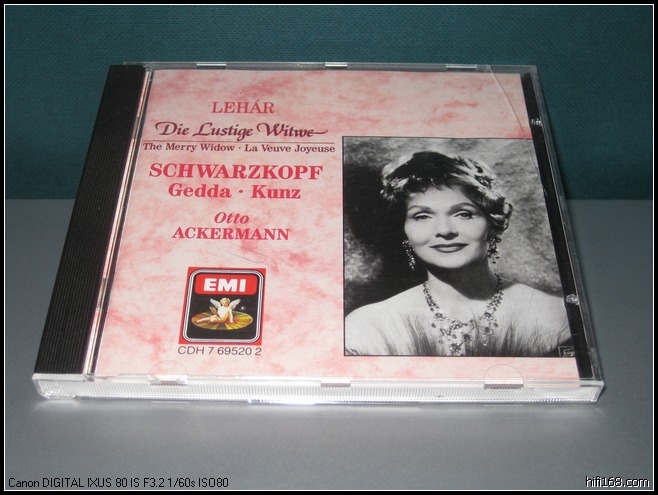 LEHÁR
Die Lustige Witwe
The Merry Widow · La Veuve Joyeuse
SCHWARZKOPF
Gedda · Kunz
Otto
ACKERMANN
EMI
CDH 7 69520 2
Canon DIGITAL IXUS 80 IS F3.2 1/60s ISO80
hifi168.com